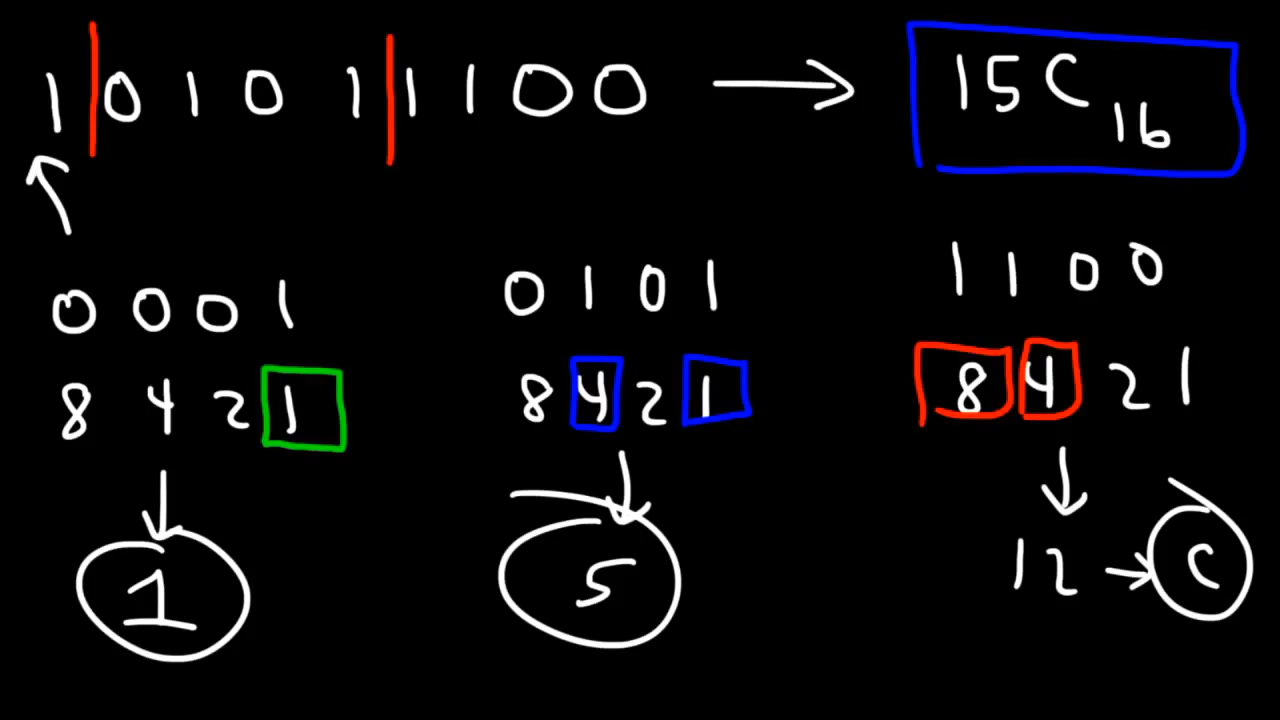 1 0 1 0 1 1 1 0 0 → 15C₁₆
0 0 0 1
8 4 2 1
1
0 1 0 1
8 4 2 1
5
1 1 0 0
8 4 2 1
12 → C